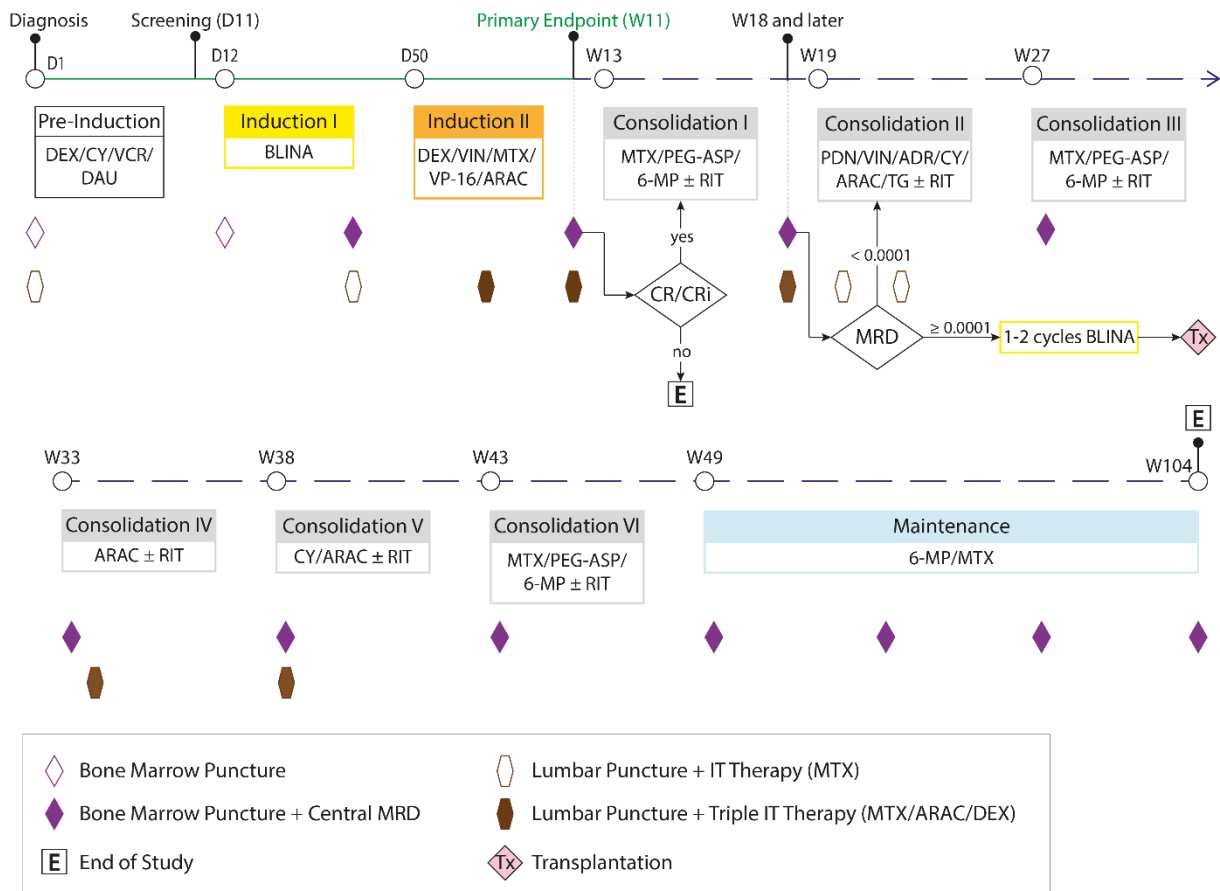 Diagnosis
Screening (D11)
Primary Endpoint (W11)
W18 and later
D1
D12
D50
W13
W19
W27
Pre-Induction
DEX/CY/VCR/
DAU
Induction I
BLINA
Induction II
DEX/VIN/MTX/
VP-16/ARAC
Consolidation I
MTX/PEG-ASP/
6-MP ± RIT
Consolidation II
PDN/VIN/ADR/CY/
ARAC/TG ± RIT
Consolidation III
MTX/PEG-ASP/
6-MP ± RIT
yes
CR/CRi
no
E
< 0.0001
MRD
≥ 0.0001
1-2 cycles BLINA
Tx
E
W33
W38
W43
W49
W104
Consolidation IV
ARAC ± RIT
Consolidation V
CY/ARAC ± RIT
Consolidation VI
MTX/PEG-ASP/
6-MP ± RIT
Maintenance
6-MP/MTX
Bone Marrow Puncture
Lumbar Puncture + IT Therapy (MTX)
Bone Marrow Puncture + Central MRD
Lumbar Puncture + Triple IT Therapy (MTX/ARAC/DEX)
E End of Study
Tx Transplantation